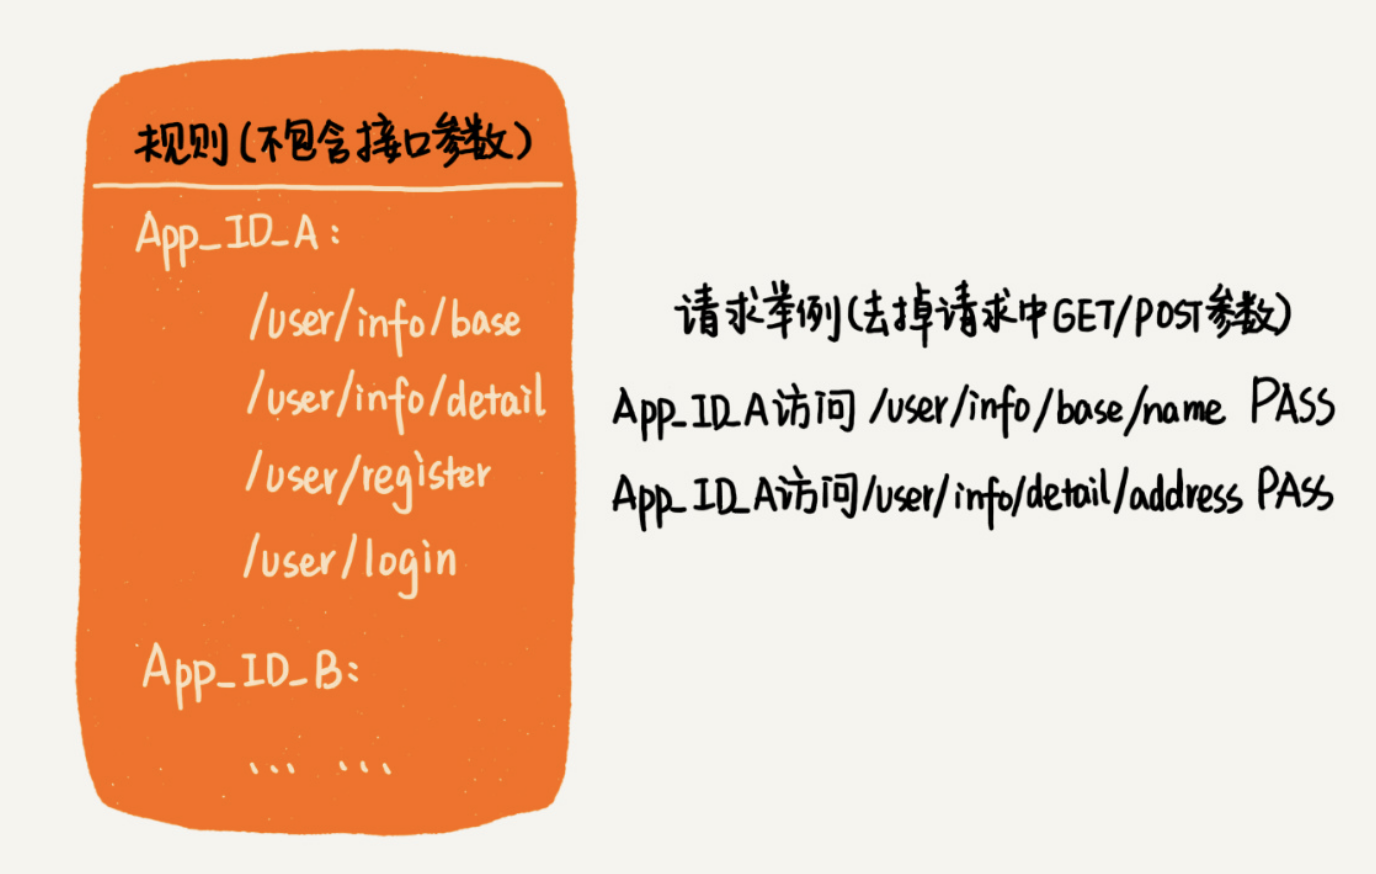 规则(不包含接口参数)
App_ID_A:
/user/info/base
/user/info/detail
/user/register
/user/login
App_ID_B:
... ...
请求举例(去掉请求中GET/POST参数)
App_ID_A访问 /user/info/base/name PASS
App_ID_A访问/user/info/detail/address PASS